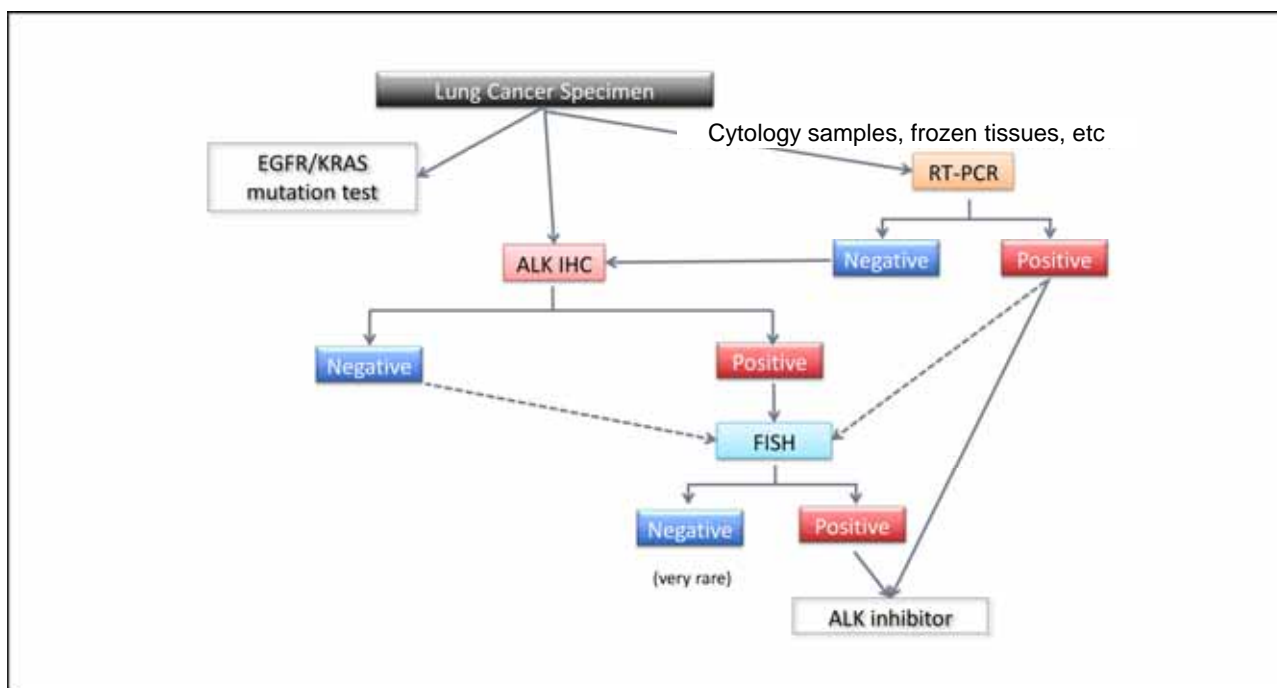 Lung Cancer Specimen
Cytology samples, frozen tissues, etc
EGFR/KRAS
mutation test
RT-PCR
ALK IHC
Negative
Positive
Negative
Positive
FISH
Negative
Positive
(very rare)
ALK inhibitor